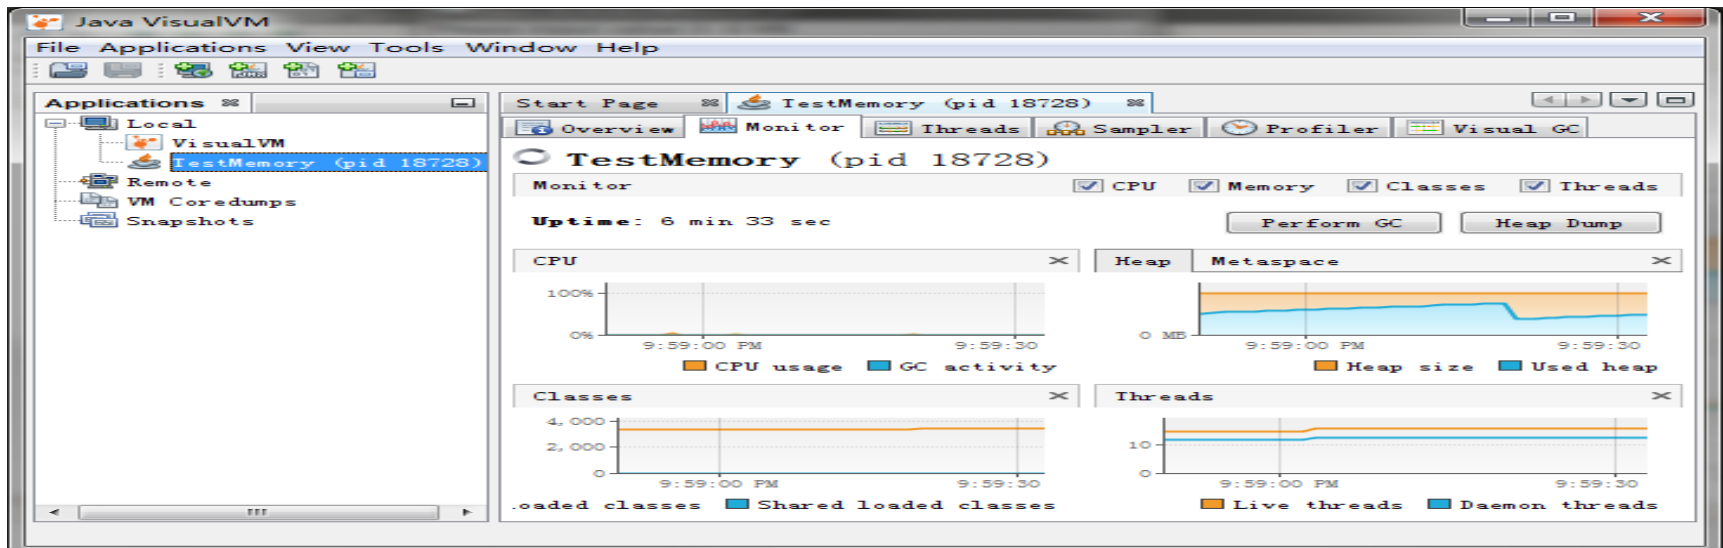 Java VisualVM
File Applications View Tools Window Help
Applications
Local
VisualVM
TestMemory (pid 18728)
Remote
VM Coredumps
Snapshots
Start Page TestMemory (pid 18728)
Overview Monitor Threads Sampler Profiler Visual GC
TestMemory (pid 18728)
Monitor CPU Memory Classes Threads
Uptime: 6 min 33 sec Perform GC Heap Dump
CPU
100%
0%
9:59:00 PM 9:59:30
CPU usage GC activity
Heap Metaspace
0 MB
9:59:00 PM 9:59:30
Heap size Used heap
Classes
4,000
2,000
0
9:59:00 PM 9:59:30
oaded classes Shared loaded classes
Threads
10
0
9:59:00 PM 9:59:30
Live threads Daemon threads